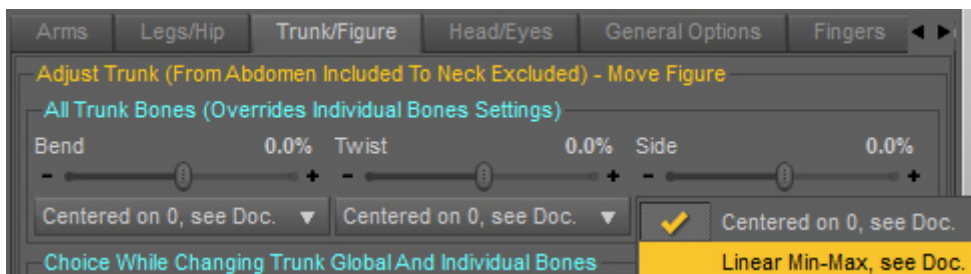 Arms Legs/Hip Trunk/Figure Head/Eyes General Options Fingers
Adjust Trunk (From Abdomen Included To Neck Excluded) - Move Figure
All Trunk Bones (Overrides Individual Bones Settings)
Bend 0.0% Twist 0.0% Side 0.0%
- + - + - +
Centered on 0, see Doc. Centered on 0, see Doc. Centered on 0, see Doc.
Choice While Changing Trunk Global And Individual Bones Linear Min-Max, see Doc.